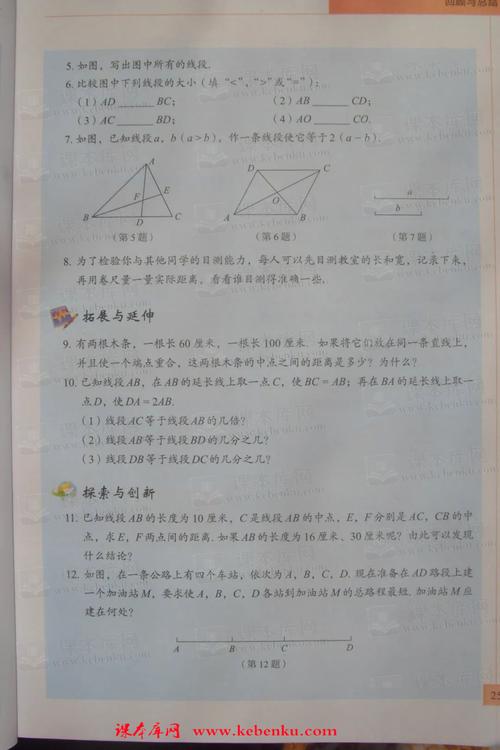 回顾与总结
5. 如图，写出图中所有的线段.
6. 比较图中下列线段的大小（填“<”，“>”或“=”）：
(1) AD ______ BC； (2) AB ______ CD；
(3) AC ______ BD； (4) AO ______ CO.
7. 如图，已知线段a，b（a>b），作一条线段使它等于2（a－b）.
A
E
F
B D C
D C
O
A B
a
b
（第5题） （第6题） （第7题）
8. 为了检验你与其他同学的目测能力，每人可以先目测教室的长和宽，记录下来，
再用卷尺量一量实际距离，看看谁目测得准确一些.
拓展与延伸
9. 有两根木条，一根长60厘米，一根长100厘米. 如果将它们放在同一条直线上，
并且使一个端点重合，这两根木条的中点之间的距离是多少？为什么？
10. 已知线段AB，在AB的延长线上取一点C，使BC=AB；再在BA的延长线上取一
点D，使DA=2AB.
（1）线段AC等于线段AB的几倍？
（2）线段AB等于线段BD的几分之几？
（3）线段DB等于线段DC的几分之几？
探索与创新
11. 已知线段AB的长度为10厘米，C是线段AB的中点，E，F分别是AC，CB的中
点，求E，F两点间的距离. 如果AB的长度为16厘米、30厘米呢？由此可以发现
什么结论？
12. 如图，在一条公路上有四个车站，依次为A，B，C，D. 现在准备在AD路段上建
一个加油站M，要求使A，B，C，D各站到加油站M的总路程最短. 加油站M应
建在何处？
A B C D
（第12题）
25
课本库网 www.kebenku.com